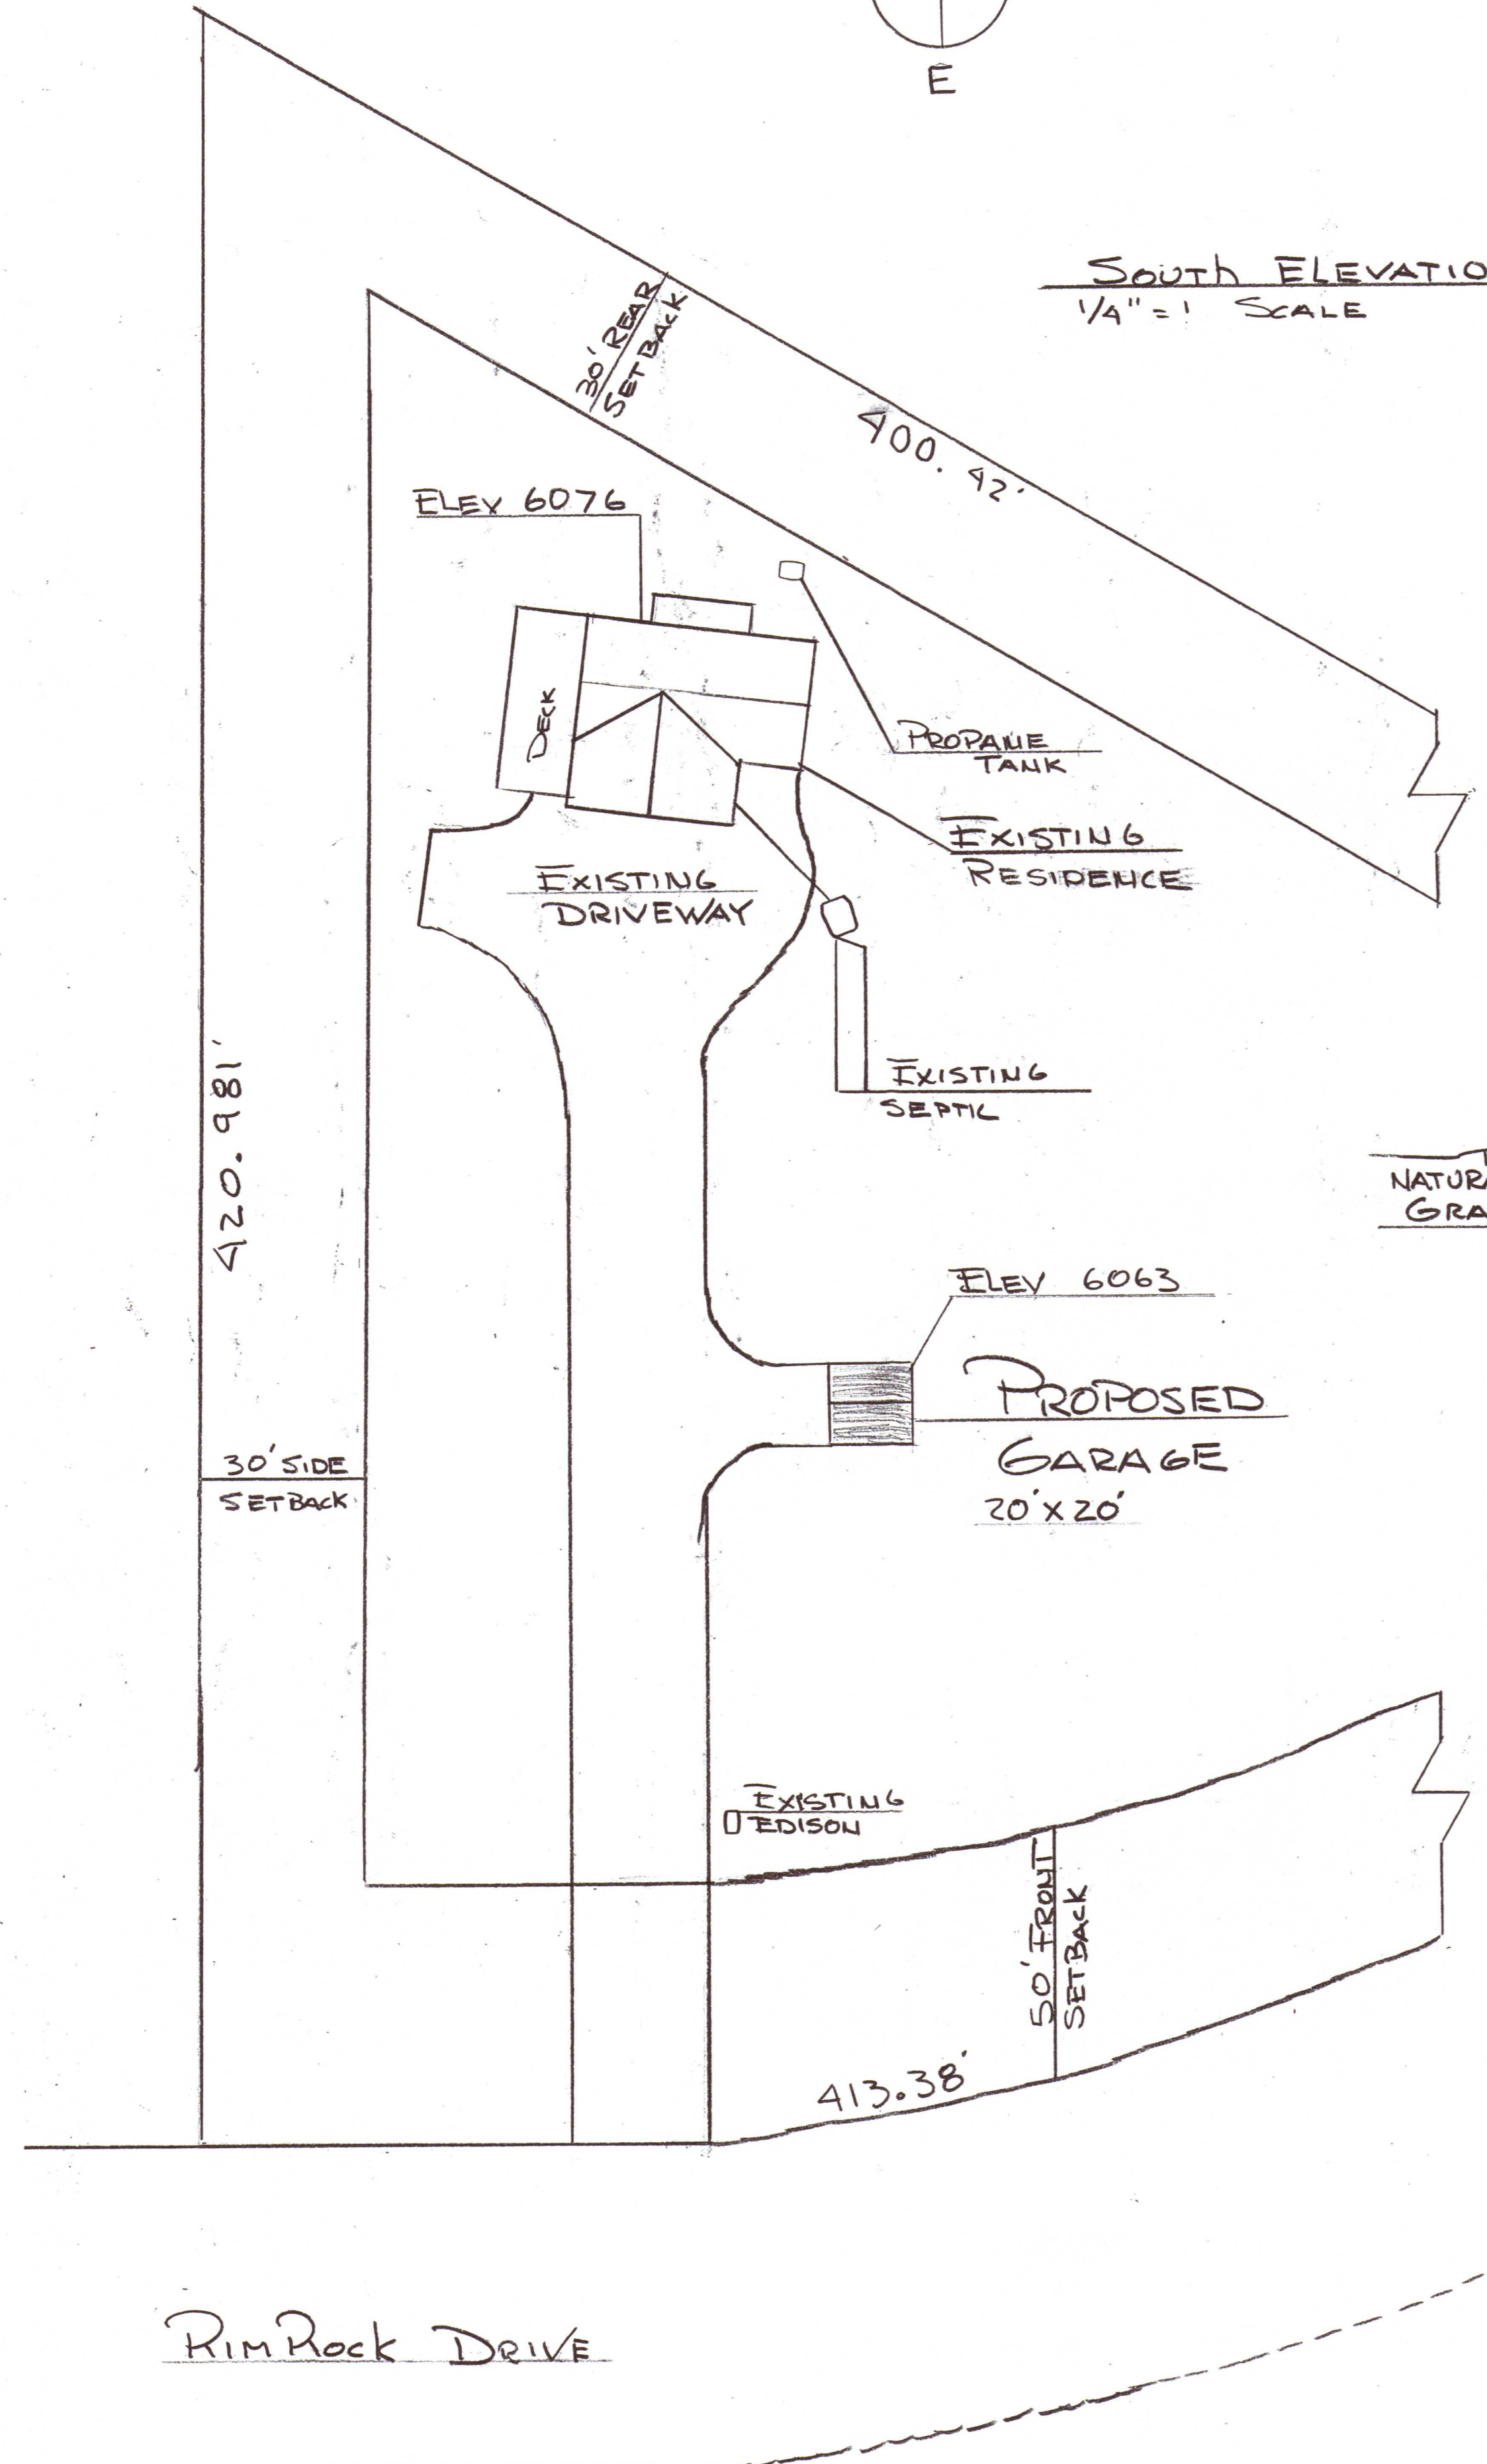 E
SOUTH ELEVATIO
1/4" = 1 SCALE
30' REAR
SETBACK
400.42'
ELEV 6076
DECK
PROPANE
TANK
EXISTING
RESIDENCE
EXISTING
DRIVEWAY
EXISTING
SEPTIC
420.981'
NATUR
GRA
ELEV 6063
PROPOSED
GARAGE
20' X 20'
30' SIDE
SETBACK
EXISTING
EDISON
50' FRONT
SETBACK
413.38'
RIMROCK DRIVE